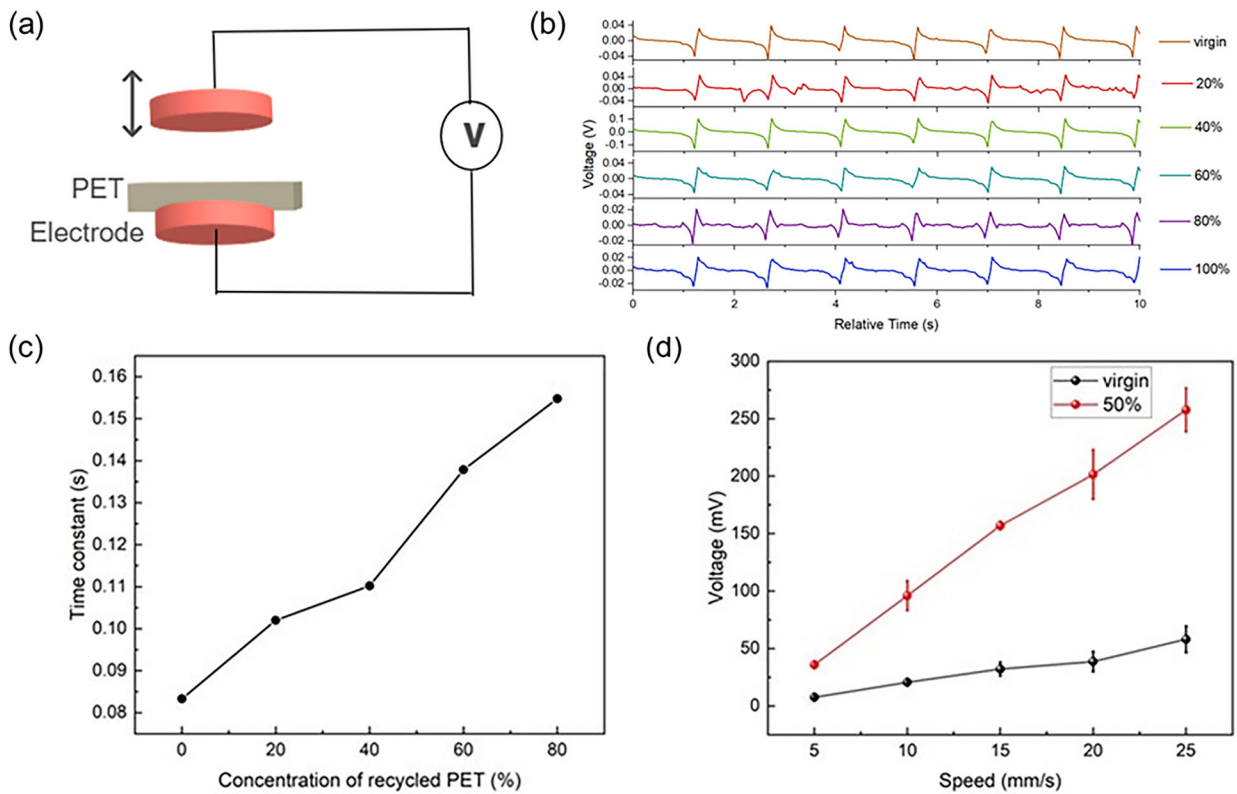 (a)
V
PET
Electrode
(b)
0.04
0.00
-0.04
virgin
0.04
0.00
-0.04
20%
0.1
0.0
-0.1
40%
0.04
0.00
-0.04
60%
0.02
0.00
-0.02
80%
0.02
0.00
-0.02
100%
Voltage (V)
0 2 4 6 8 10
Relative Time (s)
(c)
0.16
0.15
0.14
0.13
0.12
0.11
0.10
0.09
0.08
Time constant (s)
0 20 40 60 80
Concentration of recycled PET (%)
(d)
300
250
200
150
100
50
0
Voltage (mV)
virgin
50%
5 10 15 20 25
Speed (mm/s)